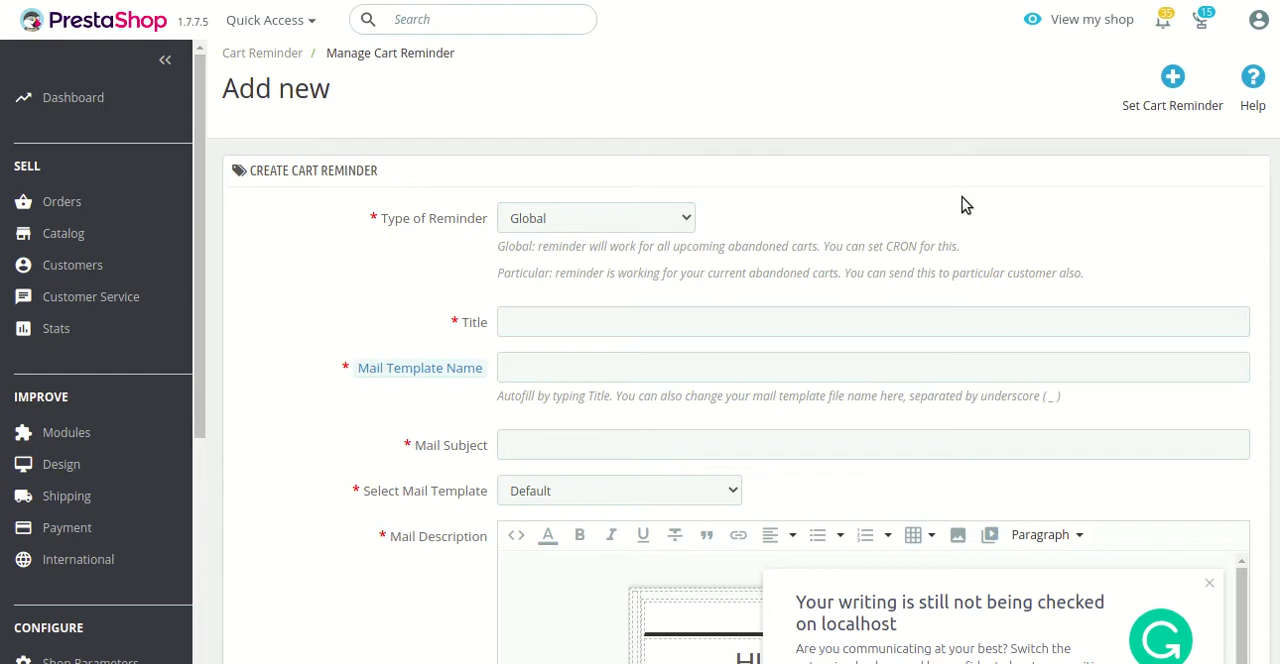 PrestaShop 1.7.7.5 Quick Access Search View my shop 35 15
Cart Reminder / Manage Cart Reminder
Add new
Set Cart Reminder Help
Dashboard
SELL
Orders
Catalog
Customers
Customer Service
Stats
IMPROVE
Modules
Design
Shipping
Payment
International
CONFIGURE
Shop Parameters
CREATE CART REMINDER
* Type of Reminder Global
Global: reminder will work for all upcoming abandoned carts. You can set CRON for this.
Particular: reminder is working for your current abandoned carts. You can send this to particular customer also.
* Title
* Mail Template Name
Autofill by typing Title. You can also change your mail template file name here, separated by underscore ( _ )
* Mail Subject
* Select Mail Template Default
* Mail Description Paragraph
Your writing is still not being checked
on localhost
Are you communicating at your best? Switch the